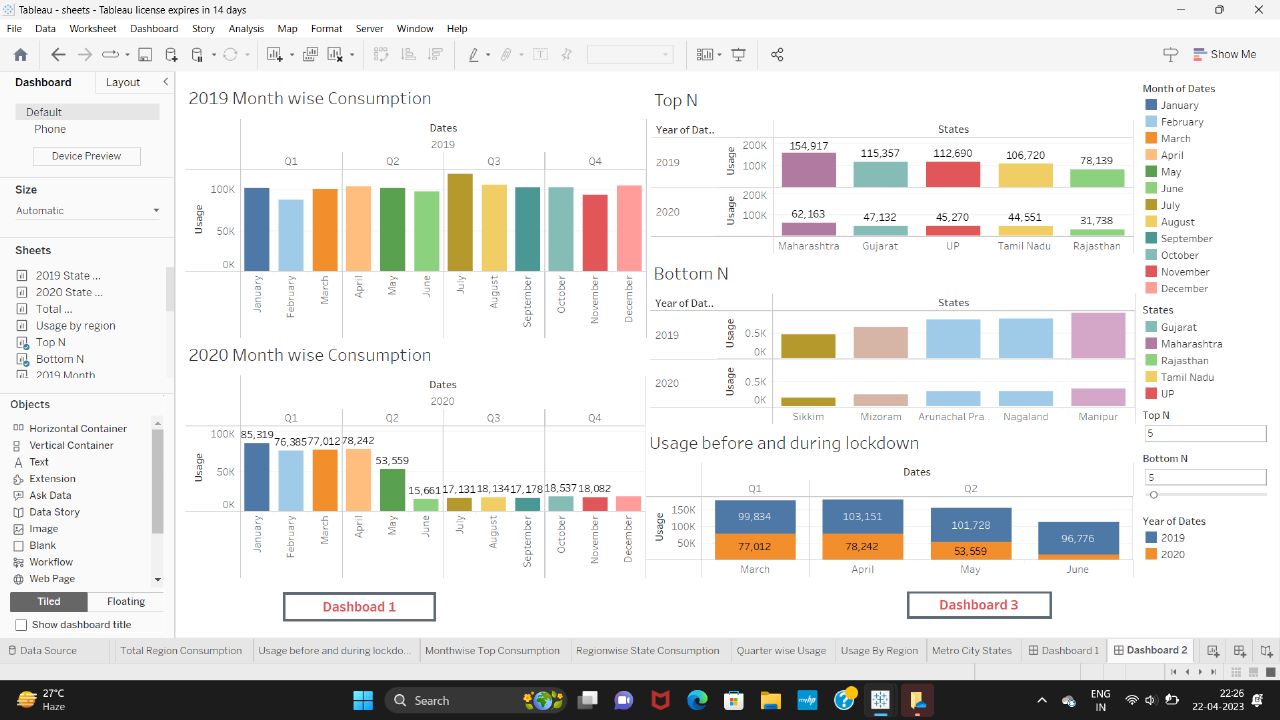 Tableau - sheets - Tableau license expires in 14 days
File Data Worksheet Dashboard Story Analysis Map Format Server Window Help
Show Me
Dashboard Layout
Default
Phone
Device Preview
Size
Automatic
Sheets
2019 State ...
2020 State ...
Total ...
Usage by region
Top N
Bottom N
2019 Month
Objects
Horizontal Container
Vertical Container
Text
Extension
Ask Data
Data Story
Image
Blank
Workflow
Web Page
Tiled Floating
Show dashboard title
2019 Month wise Consumption
Dates
2019
Q1 Q2 Q3 Q4
Usage
100K
50K
0K
January February March April May June July August September October November December
2020 Month wise Consumption
Dates
2020
Q1 Q2 Q3 Q4
Usage
100K
50K
0K
85,319 76,385 77,012 78,242 53,559 15,661 17,131 18,134 17,179 18,537 18,082
January February March April May June July August September October November December
Dashboad 1
Top N
Year of Dat.. States
2019 Usage 200K 100K
154,917 115,357 112,690 106,720 78,139
2020 Usage 200K 100K
62,163 47,132 45,270 44,551 31,738
Maharashtra Gujarat UP Tamil Nadu Rajasthan
Bottom N
Year of Dat.. States
2019 Usage 0.5K 0K
2020 Usage 0.5K 0K
Sikkim Mizoram Arunachal Pra.. Nagaland Manipur
Usage before and during lockdown
Dates
Q1 Q2
Usage
150K
100K
50K
99,834 103,151 101,728 96,776
77,012 78,242 53,559
March April May June
Dashboard 3
Month of Dates
January
February
March
April
May
June
July
August
September
October
November
December
States
Gujarat
Maharashtra
Rajasthan
Tamil Nadu
UP
Top N
5
Bottom N
5
Year of Dates
2019
2020
Data Source Total Region Consumption Usage before and during lockdo... Monthwise Top Consumption Regionwise State Consumption Quarter wise Usage Usage By Region Metro City States Dashboard 1 Dashboard 2
27°C
Haze
Search
my hp
ENG
IN
22:26
22-04-2023